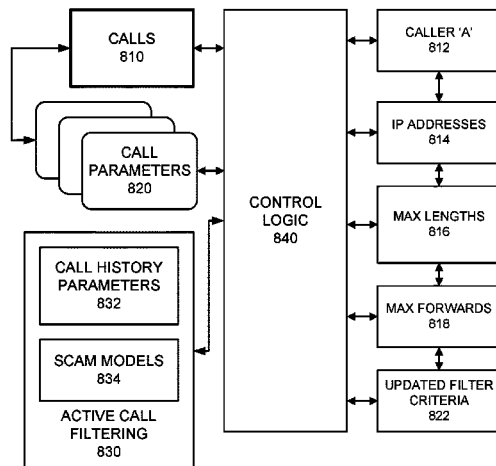 CALLS
810
CALL
PARAMETERS
820
CALL HISTORY
PARAMETERS
832
SCAM MODELS
834
ACTIVE CALL
FILTERING
830
CONTROL
LOGIC
840
CALLER 'A'
812
IP ADDRESSES
814
MAX LENGTHS
816
MAX FORWARDS
818
UPDATED FILTER
CRITERIA
822